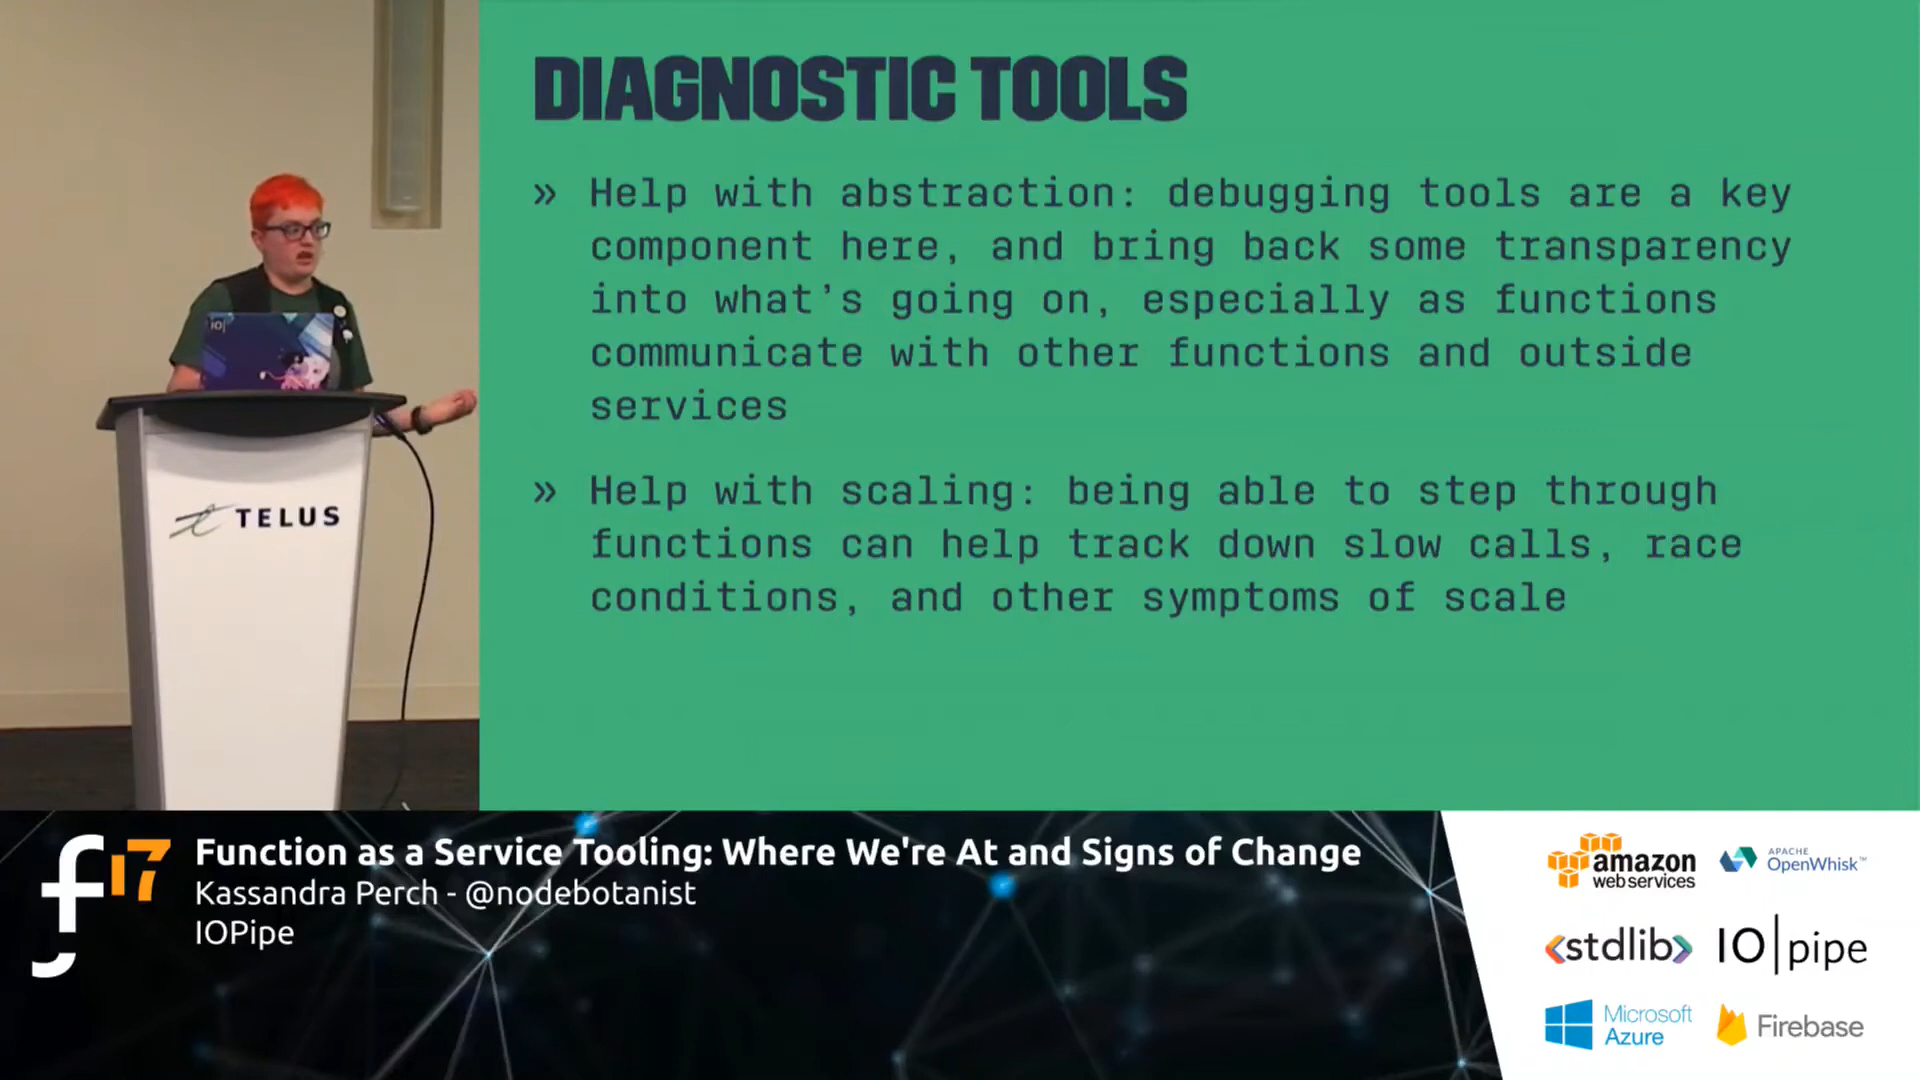 DIAGNOSTIC TOOLS
» Help with abstraction: debugging tools are a key
component here, and bring back some transparency
into what's going on, especially as functions
communicate with other functions and outside
services
» Help with scaling: being able to step through
functions can help track down slow calls, race
conditions, and other symptoms of scale
IO|
TELUS
f17
Function as a Service Tooling: Where We're At and Signs of Change
Kassandra Perch - @nodebotanist
IOPipe
amazon
webservices
APACHE
OpenWhisk™
<stdlib>
IO|pipe
Microsoft
Azure
Firebase